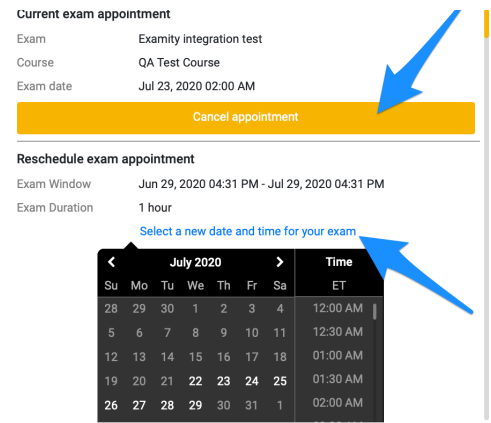 Current exam appointment
Exam Examity integration test
Course QA Test Course
Exam date Jul 23, 2020 02:00 AM
Cancel appointment
Reschedule exam appointment
Exam Window Jun 29, 2020 04:31 PM - Jul 29, 2020 04:31 PM
Exam Duration 1 hour
Select a new date and time for your exam
July 2020 Time
Su Mo Tu We Th Fr Sa ET
28 29 30 1 2 3 4 12:00 AM
5 6 7 8 9 10 11 12:30 AM
12 13 14 15 16 17 18 01:00 AM
19 20 21 22 23 24 25 01:30 AM
26 27 28 29 30 31 1 02:00 AM